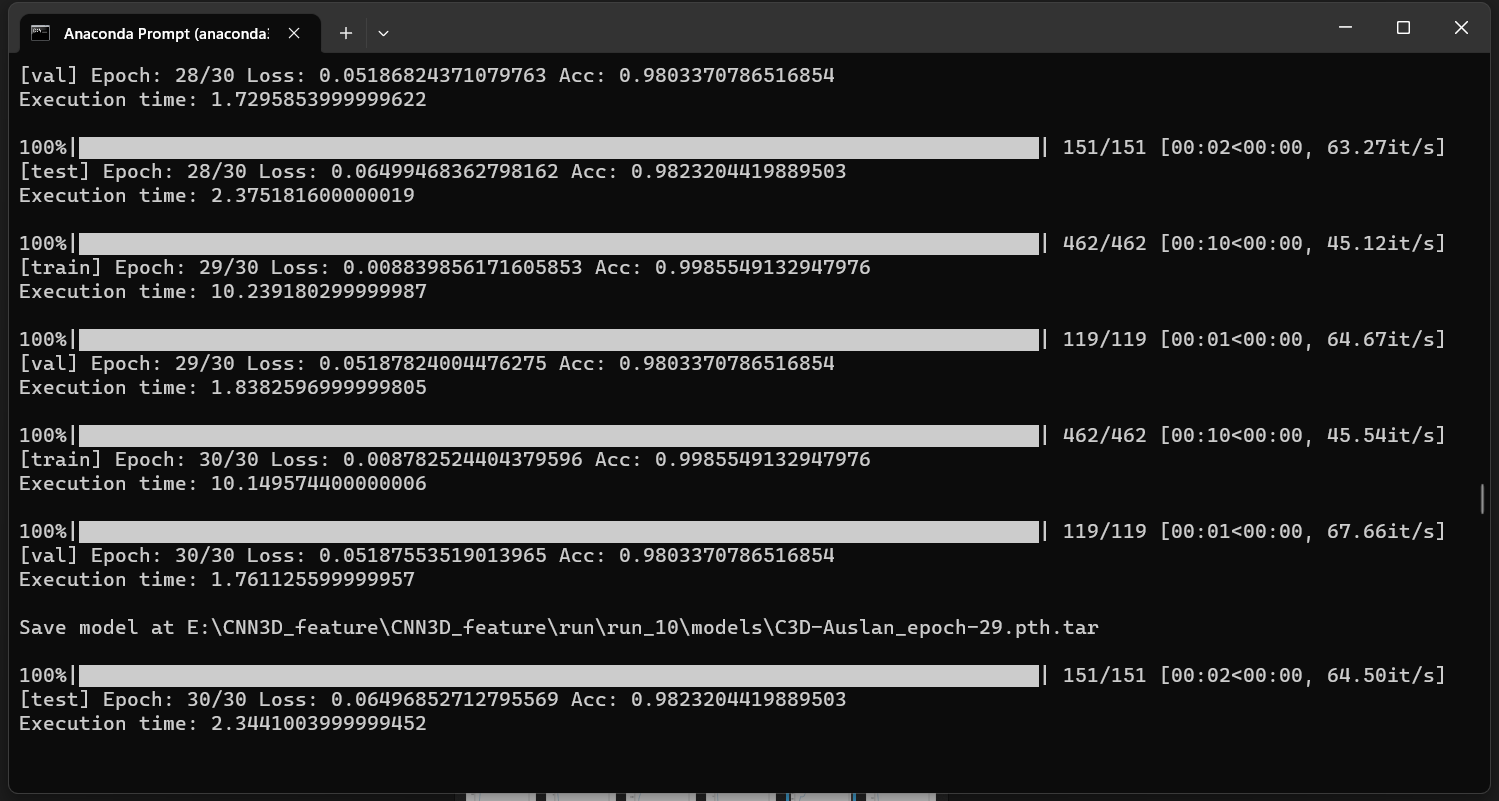 Anaconda Prompt (anaconda3
[val] Epoch: 28/30 Loss: 0.05186824371079763 Acc: 0.9803370786516854
Execution time: 1.7295853999999622
100%| | 151/151 [00:02<00:00, 63.27it/s]
[test] Epoch: 28/30 Loss: 0.06499468362798162 Acc: 0.9823204419889503
Execution time: 2.375181600000019
100%| | 462/462 [00:10<00:00, 45.12it/s]
[train] Epoch: 29/30 Loss: 0.008839856171605853 Acc: 0.9985549132947976
Execution time: 10.239180299999987
100%| | 119/119 [00:01<00:00, 64.67it/s]
[val] Epoch: 29/30 Loss: 0.05187824004476275 Acc: 0.9803370786516854
Execution time: 1.8382596999999805
100%| | 462/462 [00:10<00:00, 45.54it/s]
[train] Epoch: 30/30 Loss: 0.008782524404379596 Acc: 0.9985549132947976
Execution time: 10.149574400000006
100%| | 119/119 [00:01<00:00, 67.66it/s]
[val] Epoch: 30/30 Loss: 0.05187553519013965 Acc: 0.9803370786516854
Execution time: 1.761125599999957
Save model at E:\CNN3D_feature\CNN3D_feature\run\run_10\models\C3D-Auslan_epoch-29.pth.tar
100%| | 151/151 [00:02<00:00, 64.50it/s]
[test] Epoch: 30/30 Loss: 0.06496852712795569 Acc: 0.9823204419889503
Execution time: 2.3441003999999452